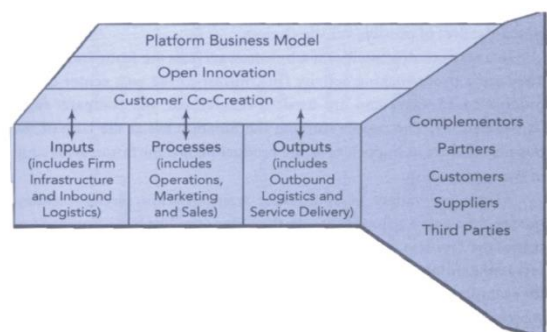 Platform Business Model
Open Innovation
Customer Co-Creation
Inputs
(includes Firm
Infrastructure
and Inbound
Logistics)
Processes
(includes
Operations,
Marketing
and Sales)
Outputs
(includes
Outbound
Logistics and
Service Delivery)
Complementors
Partners
Customers
Suppliers
Third Parties